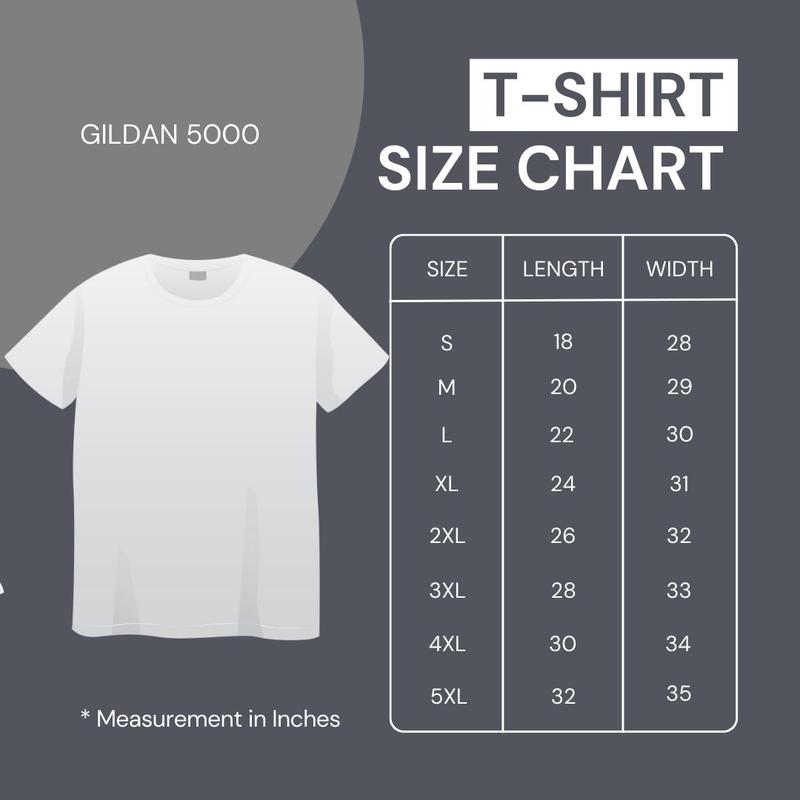 T-SHIRT
SIZE CHART
GILDAN 5000
SIZE LENGTH WIDTH
S 18 28
M 20 29
L 22 30
XL 24 31
2XL 26 32
3XL 28 33
4XL 30 34
5XL 32 35
* Measurement in Inches